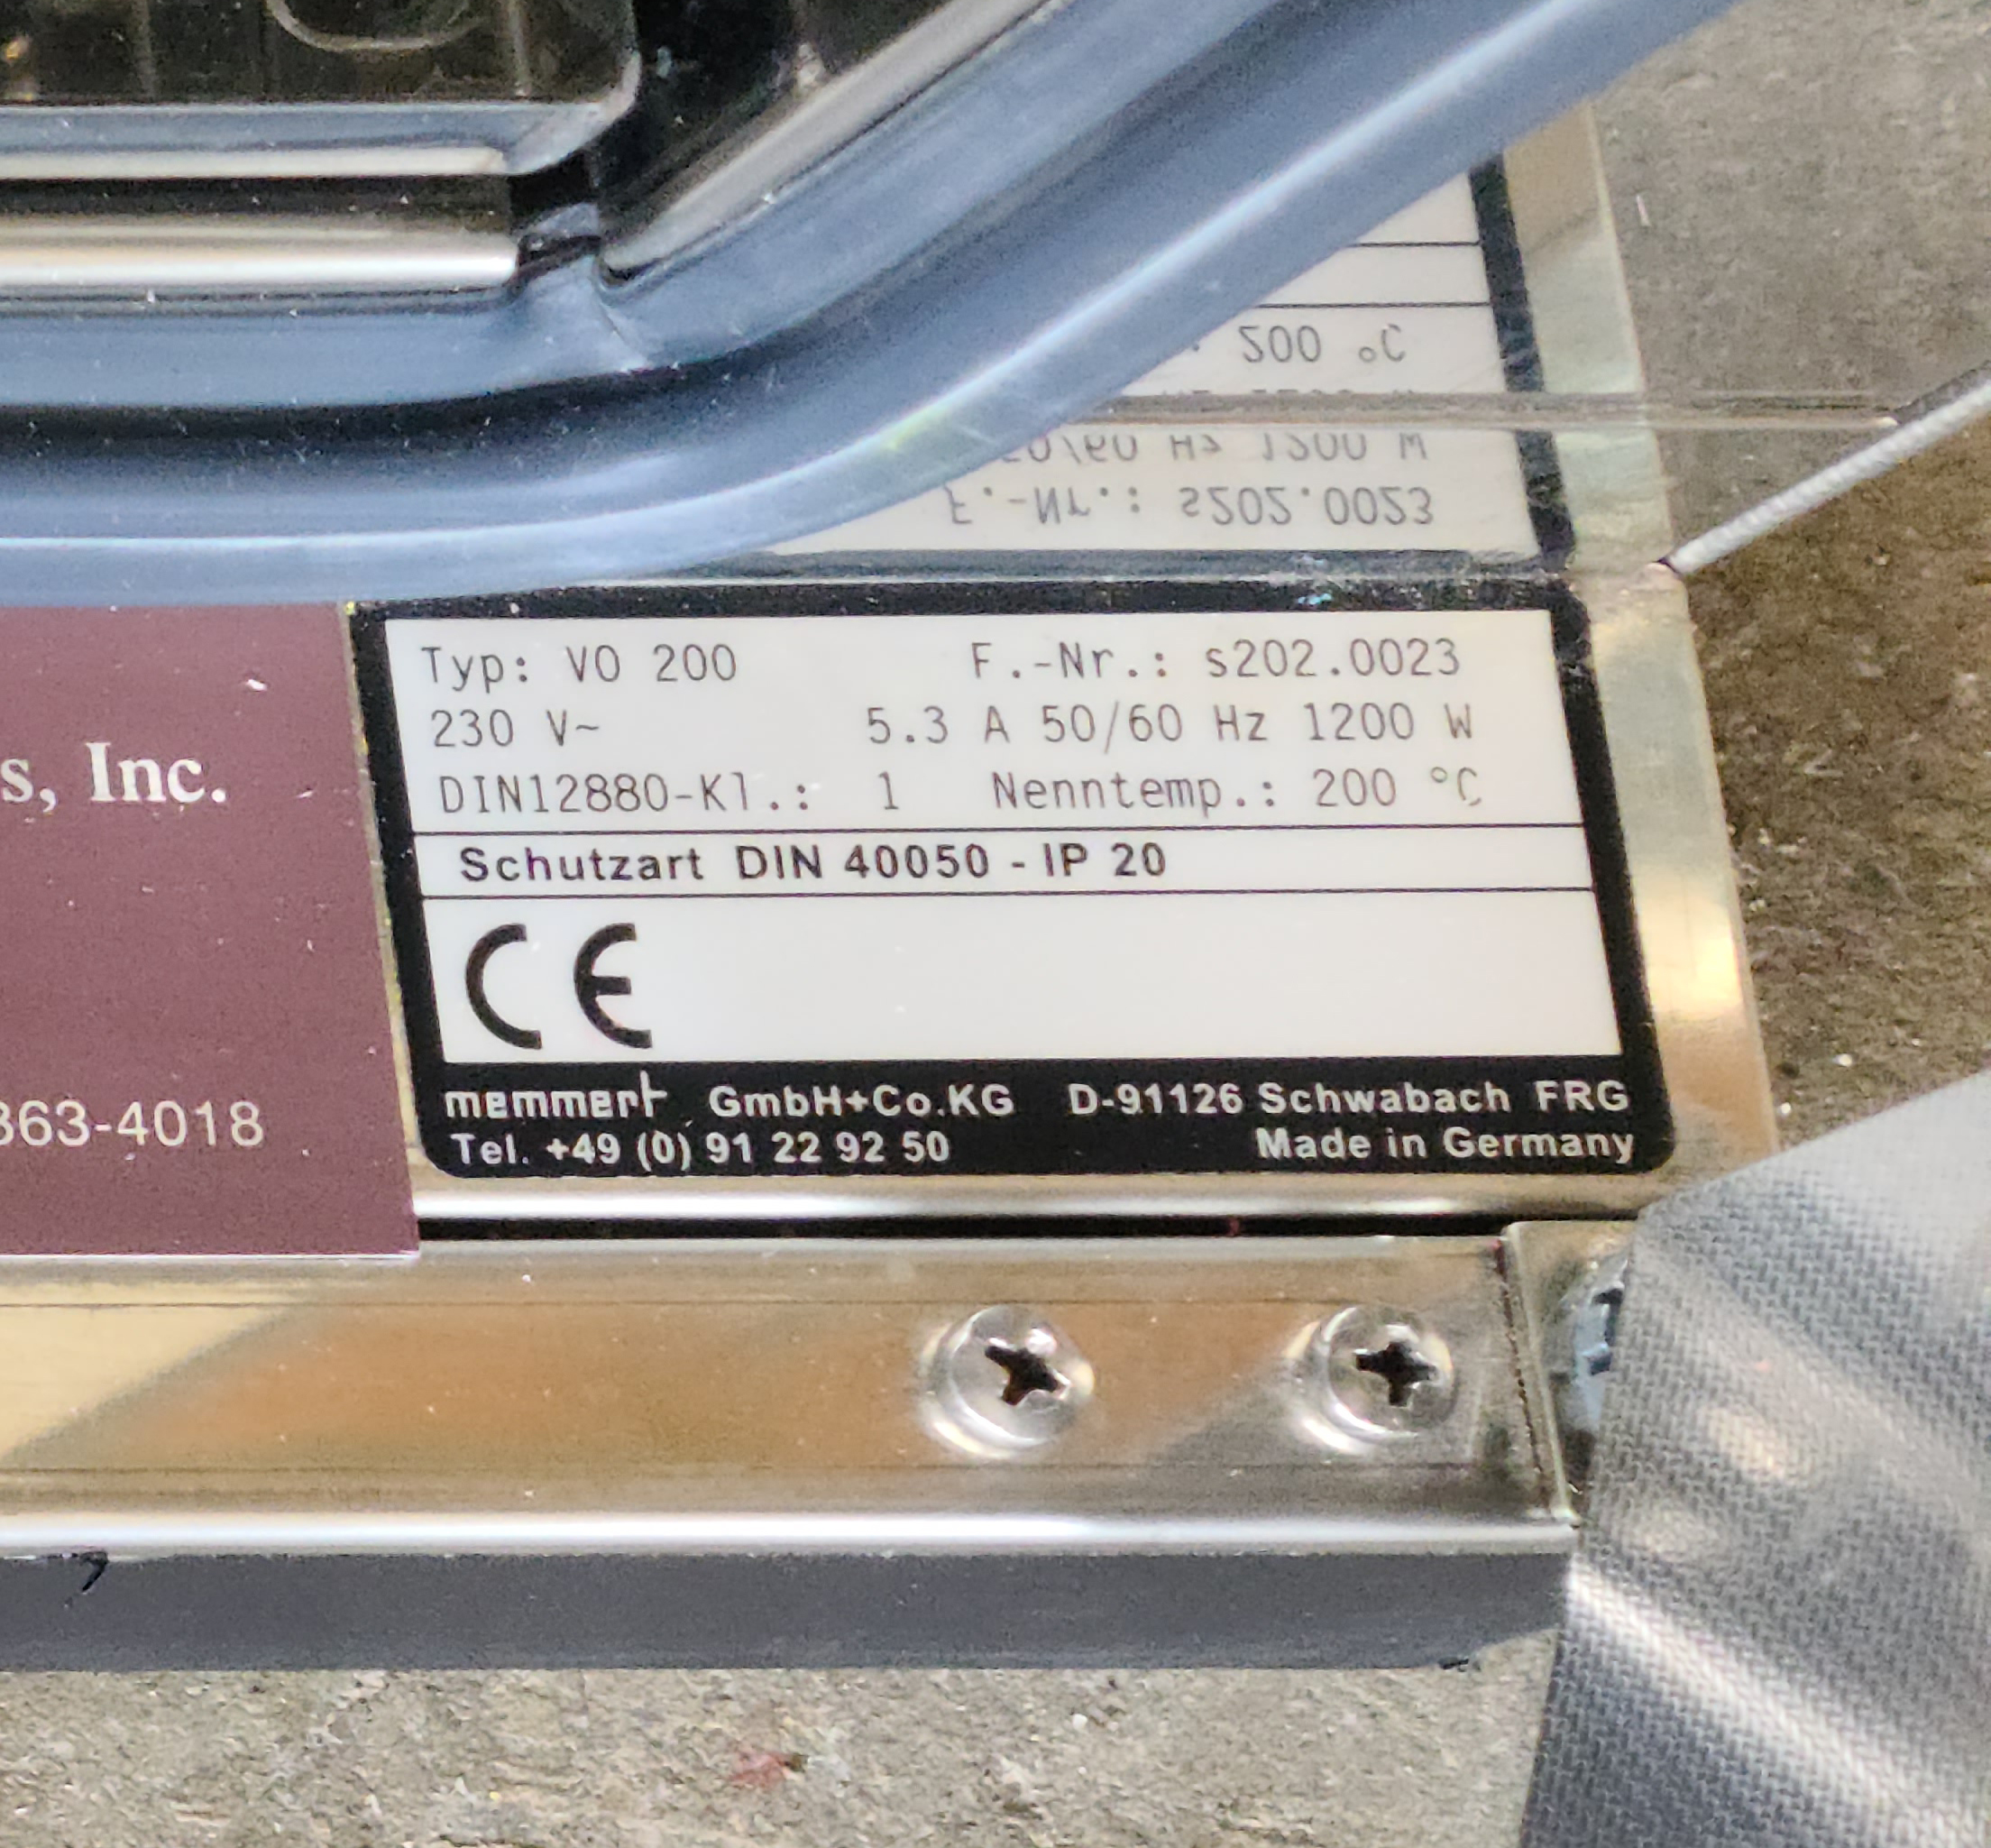 Typ: VO 200 F.-Nr.: s202.0023
230 V~ 5.3 A 50/60 Hz 1200 W
DIN12880-Kl.: 1 Nenntemp.: 200 °C
Schutzart DIN 40050 - IP 20
CE
memmert GmbH+Co.KG D-91126 Schwabach FRG
Tel. +49 (0) 91 22 92 50 Made in Germany
s, Inc.
363-4018